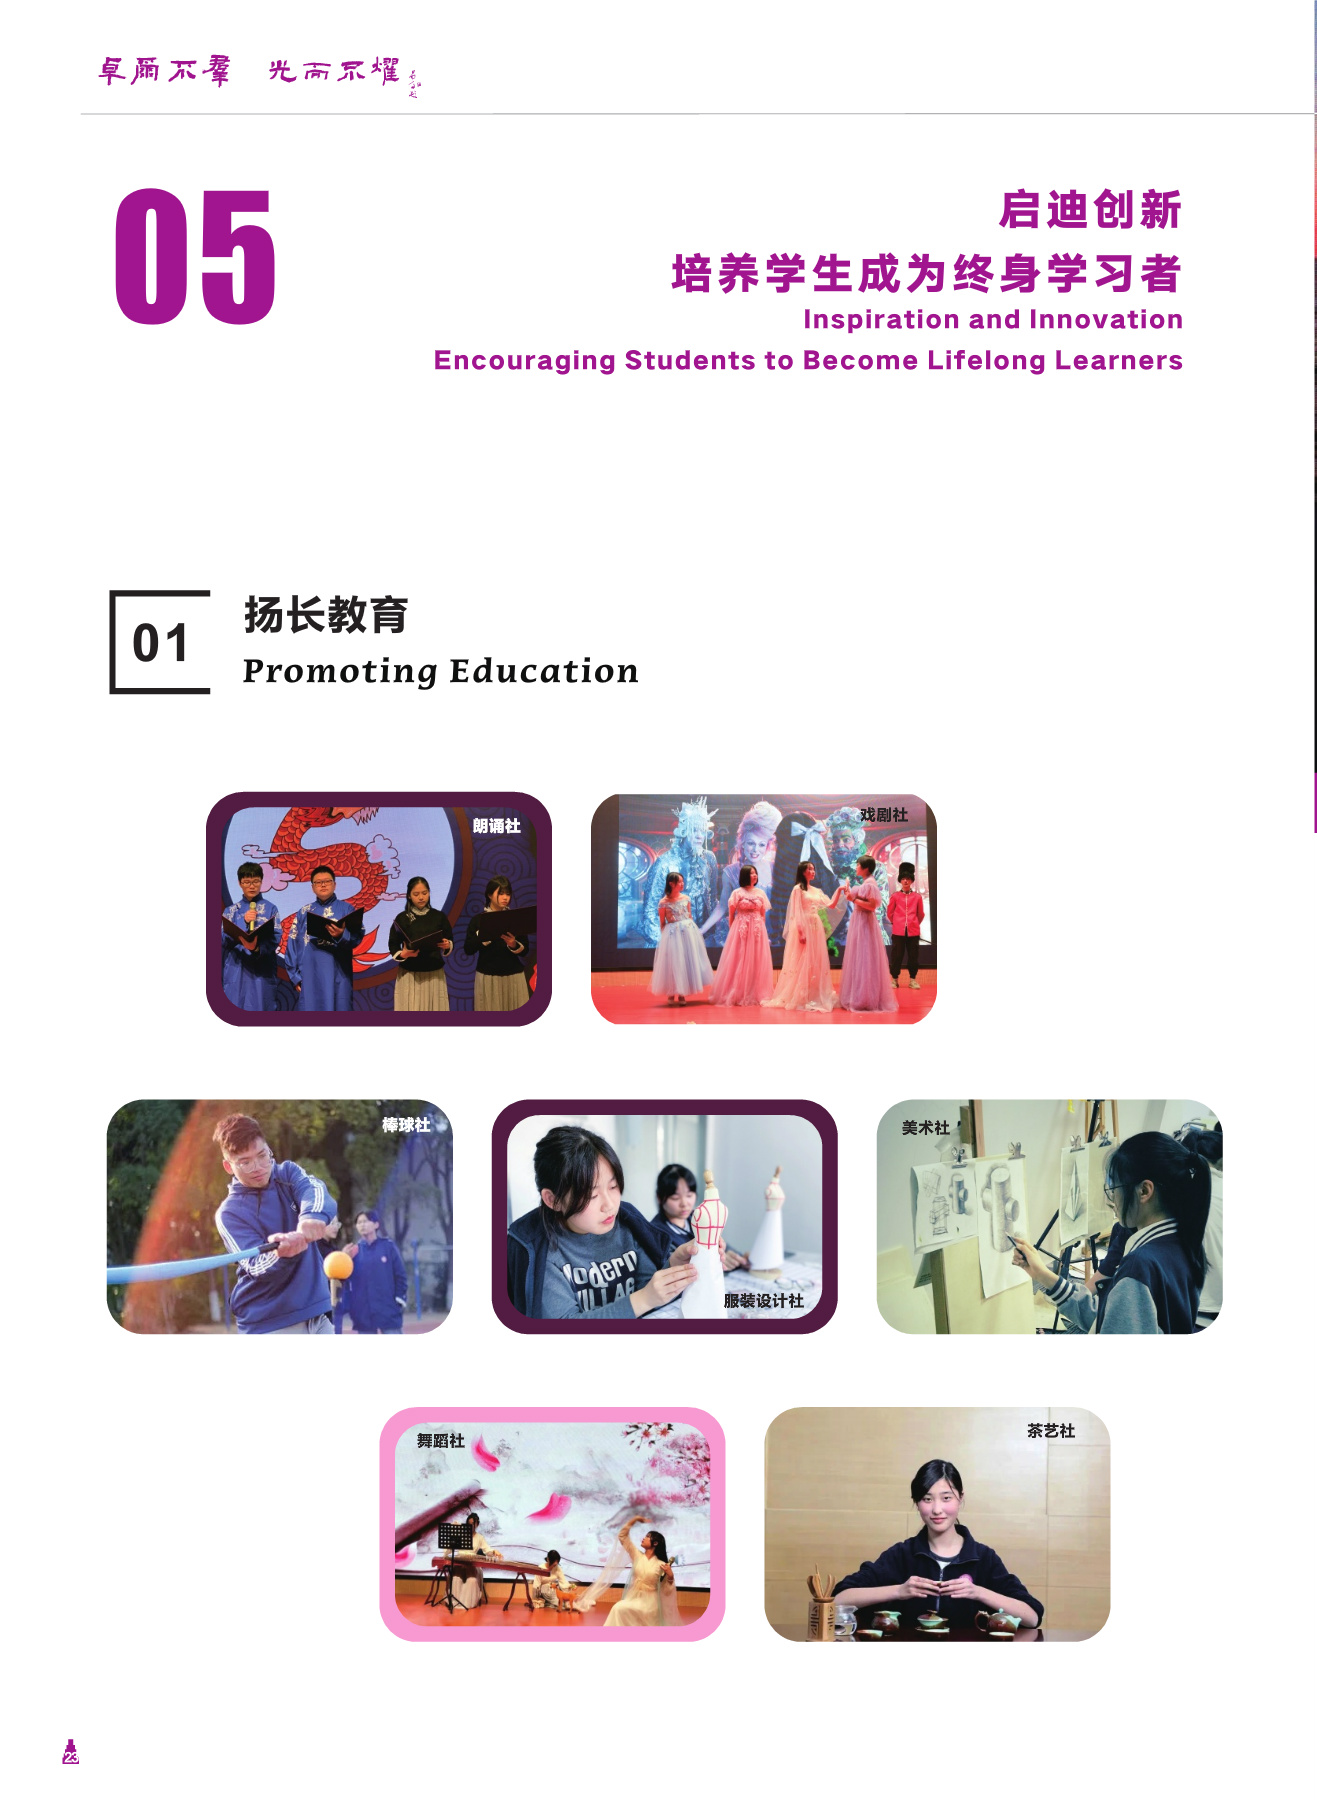 卓爾不羣 光而不耀
05
启迪创新
培养学生成为终身学习者
Inspiration and Innovation
Encouraging Students to Become Lifelong Learners
01
扬长教育
Promoting Education
朗诵社
戏剧社
棒球社
服装设计社
美术社
舞蹈社
茶艺社
23